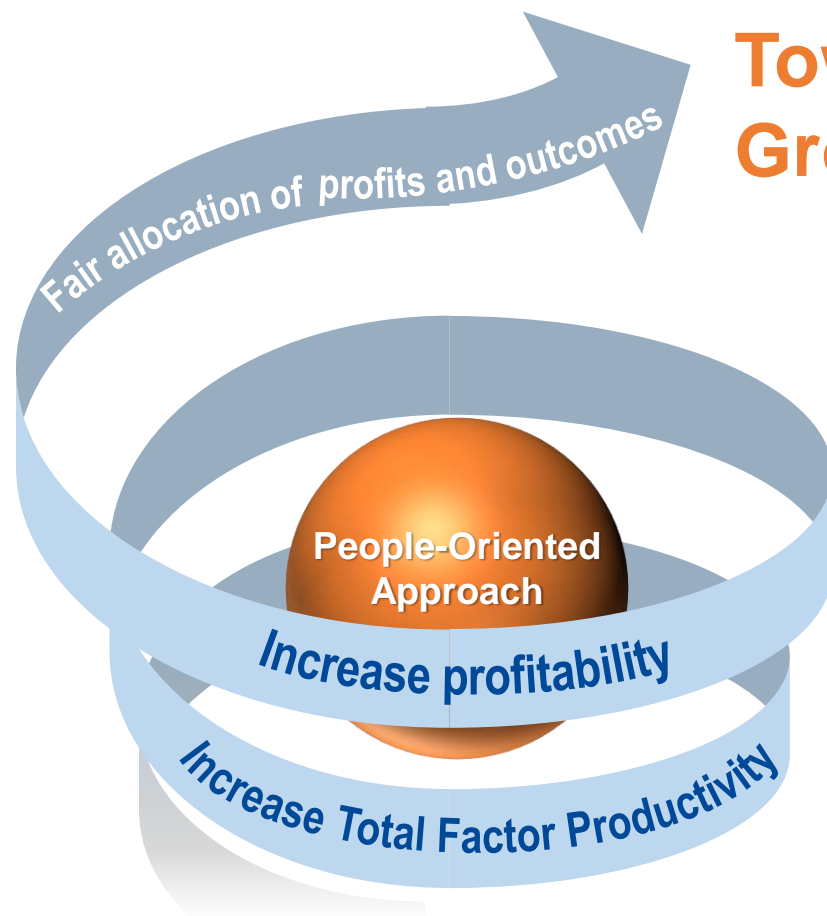 Fair allocation of profits and outcomes
People-Oriented
Approach
Increase profitability
Increase Total Factor Productivity